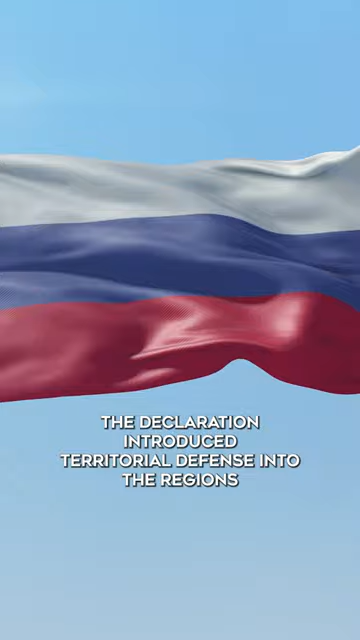 THE DECLARATION
INTRODUCED
TERRITORIAL DEFENSE INTO
THE REGIONS